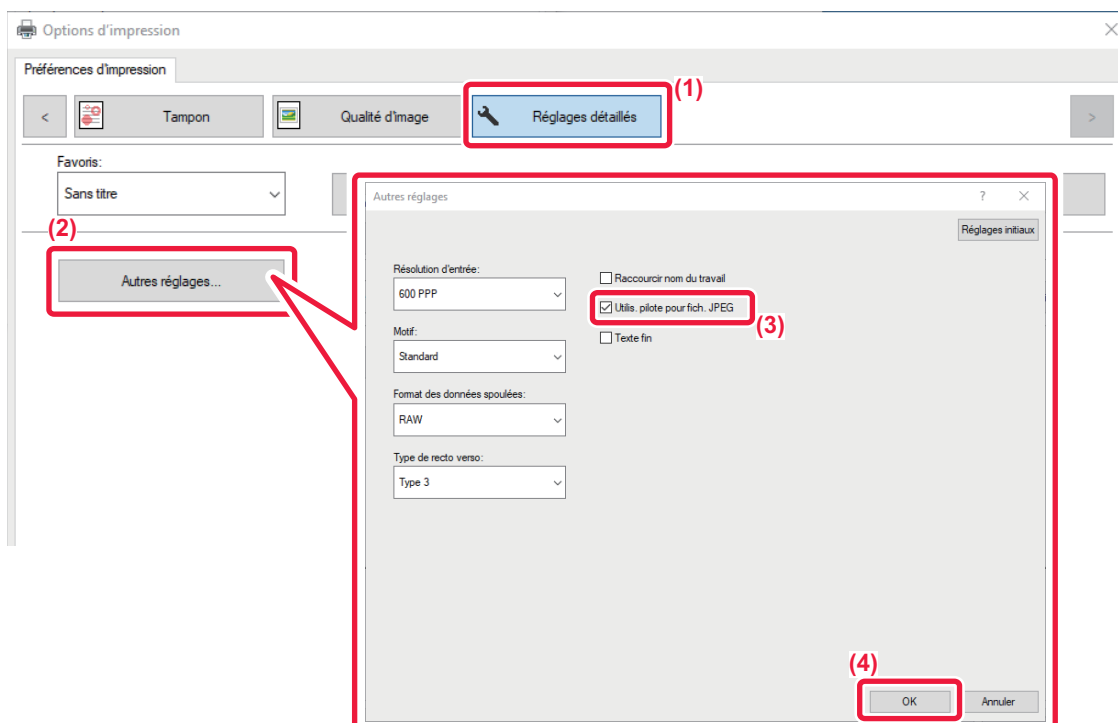 Options d'impression
Préférences d'impression
(1)
<
Tampon
Qualité d'image
Réglages détaillés
>
Favoris:
Sans titre
(2)
Autres réglages...
Autres réglages
?
Réglages initiaux
Résolution d'entrée:
600 PPP
Raccourcir nom du travail
Utilis. pilote pour fich. JPEG
(3)
Motif:
Texte fin
Standard
Format des données spoulées:
RAW
Type de recto verso:
Type 3
(4)
OK
Annuler